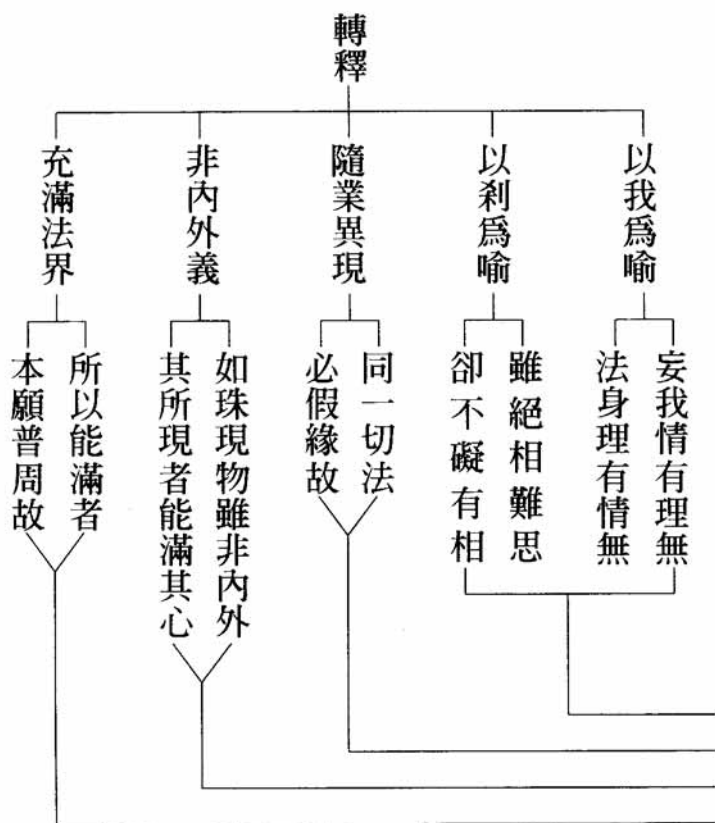 轉釋
以我爲喻
妄我情有理無
法身理有情無
以刹爲喻
雖絕相難思
卻不礙有相
隨業異現
同一切法
必假緣故
非內外義
如珠現物雖非內外
其所現者能滿其心
充滿法界
所以能滿者
本願普周故